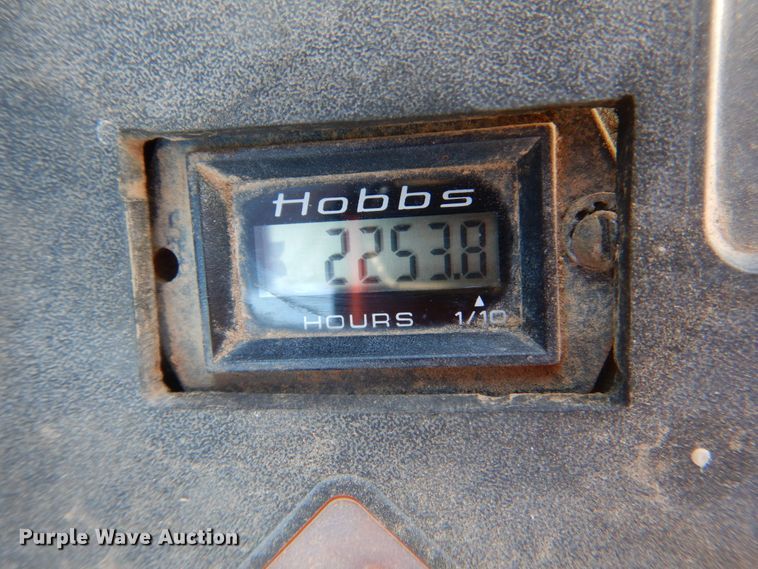 Hobbs
2253.8
HOURS 1/10
Purple Wave Auction®